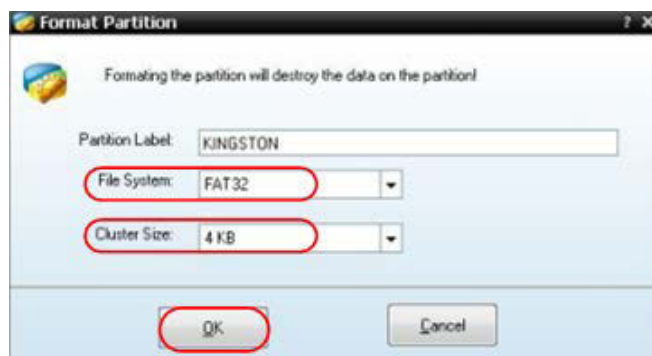 Format Partition ? X
Formating the partition will destroy the data on the partition!
Partition Label: KINGSTON
File System: FAT32
Cluster Size: 4 KB
OK Cancel